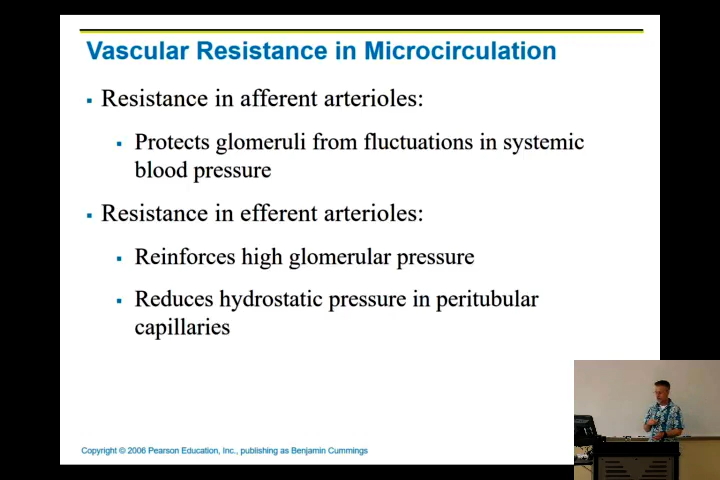 Vascular Resistance in Microcirculation
▪ Resistance in afferent arterioles:
▪ Protects glomeruli from fluctuations in systemic
blood pressure
▪ Resistance in efferent arterioles:
▪ Reinforces high glomerular pressure
▪ Reduces hydrostatic pressure in peritubular
capillaries
Copyright © 2006 Pearson Education, Inc., publishing as Benjamin Cummings